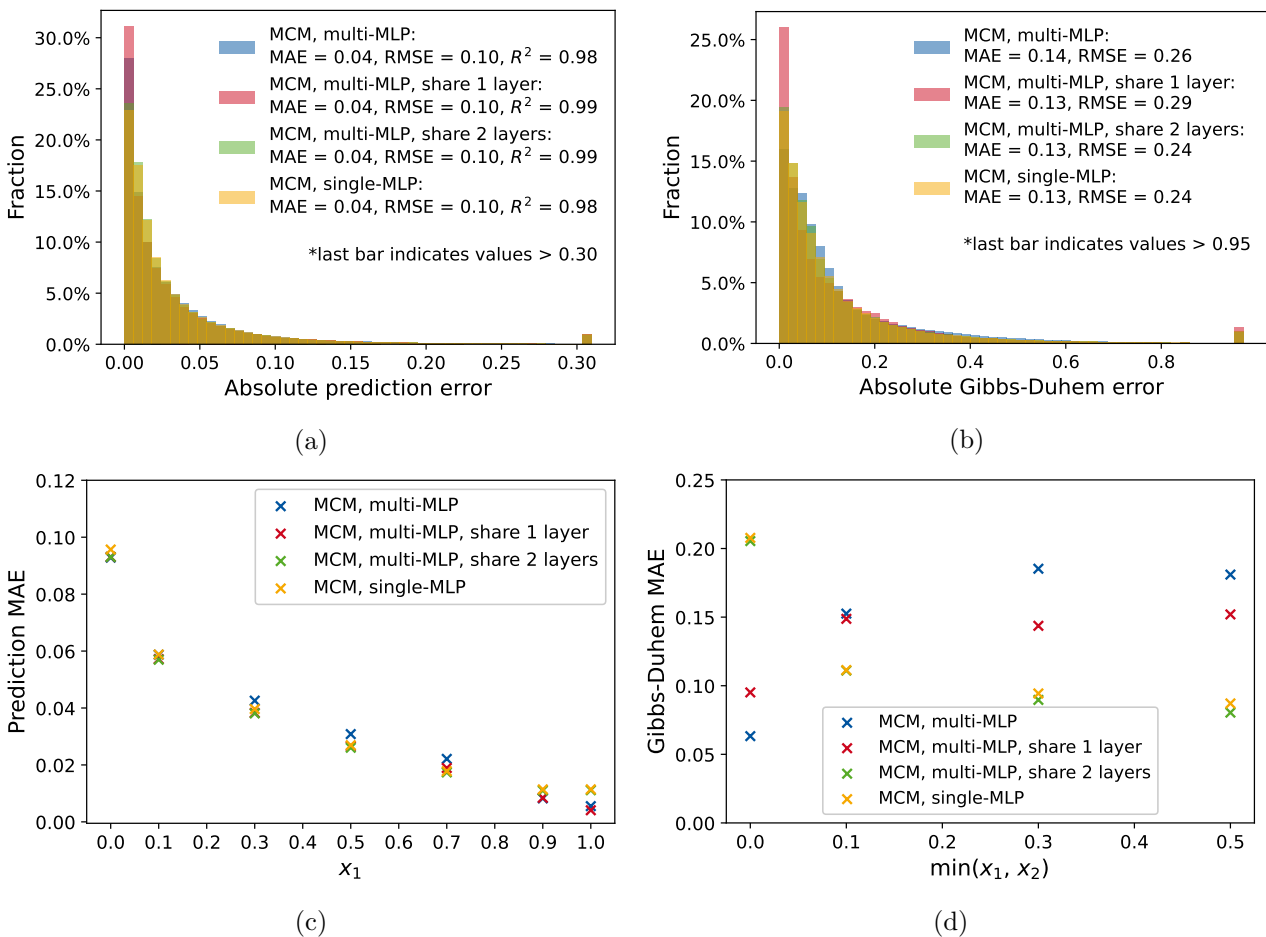 30.0%
25.0%
20.0%
15.0%
10.0%
5.0%
0.0%
Fraction
MCM, multi-MLP:
MAE = 0.04, RMSE = 0.10, R² = 0.98
MCM, multi-MLP, share 1 layer:
MAE = 0.04, RMSE = 0.10, R² = 0.99
MCM, multi-MLP, share 2 layers:
MAE = 0.04, RMSE = 0.10, R² = 0.99
MCM, single-MLP:
MAE = 0.04, RMSE = 0.10, R² = 0.98
*last bar indicates values > 0.30
0.00 0.05 0.10 0.15 0.20 0.25 0.30
Absolute prediction error
(a)
25.0%
20.0%
15.0%
10.0%
5.0%
0.0%
Fraction
MCM, multi-MLP:
MAE = 0.14, RMSE = 0.26
MCM, multi-MLP, share 1 layer:
MAE = 0.13, RMSE = 0.29
MCM, multi-MLP, share 2 layers:
MAE = 0.13, RMSE = 0.24
MCM, single-MLP:
MAE = 0.13, RMSE = 0.24
*last bar indicates values > 0.95
0.0 0.2 0.4 0.6 0.8
Absolute Gibbs-Duhem error
(b)
0.12
0.10
0.08
0.06
0.04
0.02
0.00
Prediction MAE
MCM, multi-MLP
MCM, multi-MLP, share 1 layer
MCM, multi-MLP, share 2 layers
MCM, single-MLP
0.0 0.1 0.2 0.3 0.4 0.5 0.6 0.7 0.8 0.9 1.0
x₁
(c)
0.25
0.20
0.15
0.10
0.05
0.00
Gibbs-Duhem MAE
MCM, multi-MLP
MCM, multi-MLP, share 1 layer
MCM, multi-MLP, share 2 layers
MCM, single-MLP
0.0 0.1 0.2 0.3 0.4 0.5
min(x₁, x₂)
(d)